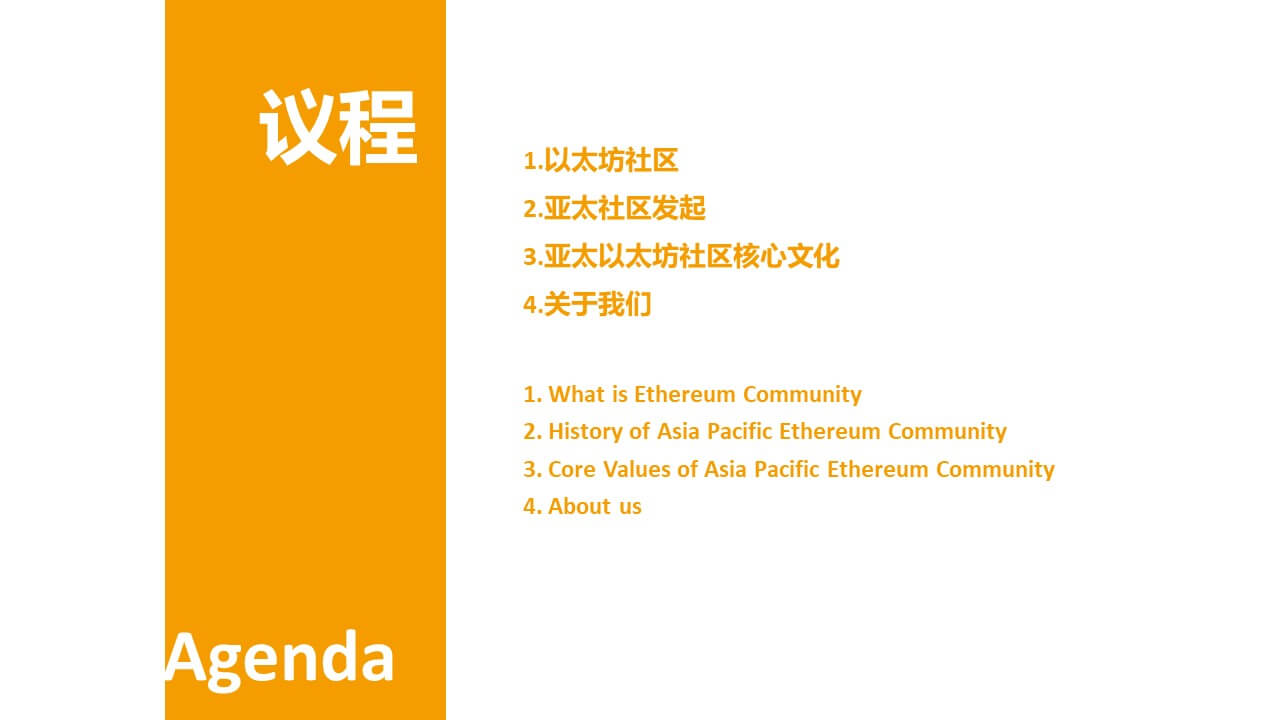 议程
1.以太坊社区
2.亚太社区发起
3.亚太以太坊社区核心文化
4.关于我们
1. What is Ethereum Community
2. History of Asia Pacific Ethereum Community
3. Core Values of Asia Pacific Ethereum Community
4. About us
Agenda